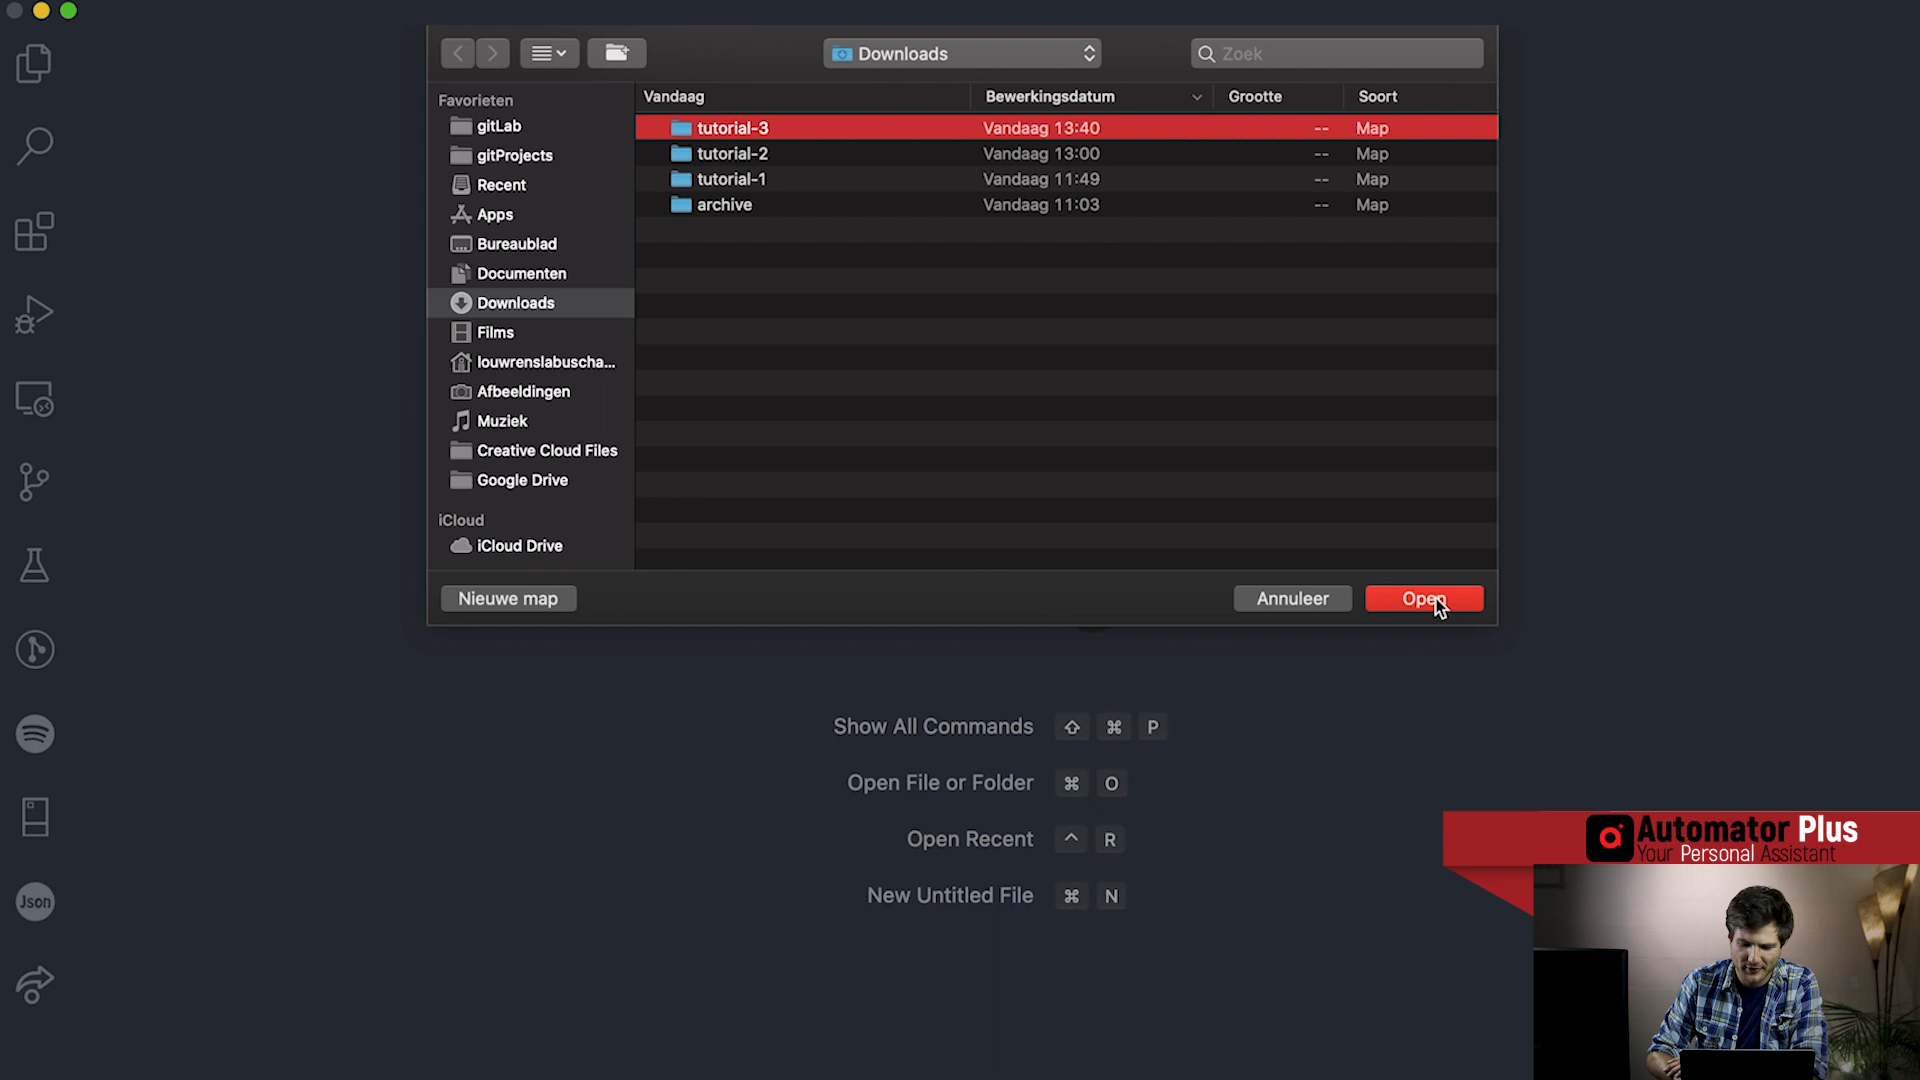 Downloads
Zoek
Favorieten
gitLab
gitProjects
Recent
Apps
Bureaublad
Documenten
Downloads
Films
louwrenslabuscha...
Afbeeldingen
Muziek
Creative Cloud Files
Google Drive
iCloud
iCloud Drive
Vandaag Bewerkingsdatum Grootte Soort
tutorial-3 Vandaag 13:40 -- Map
tutorial-2 Vandaag 13:00 -- Map
tutorial-1 Vandaag 11:49 -- Map
archive Vandaag 11:03 -- Map
Nieuwe map Annuleer Open
Show All Commands ⇧ ⌘ P
Open File or Folder ⌘ O
Open Recent ^ R
New Untitled File ⌘ N
Json
a
Automator Plus
Your Personal Assistant